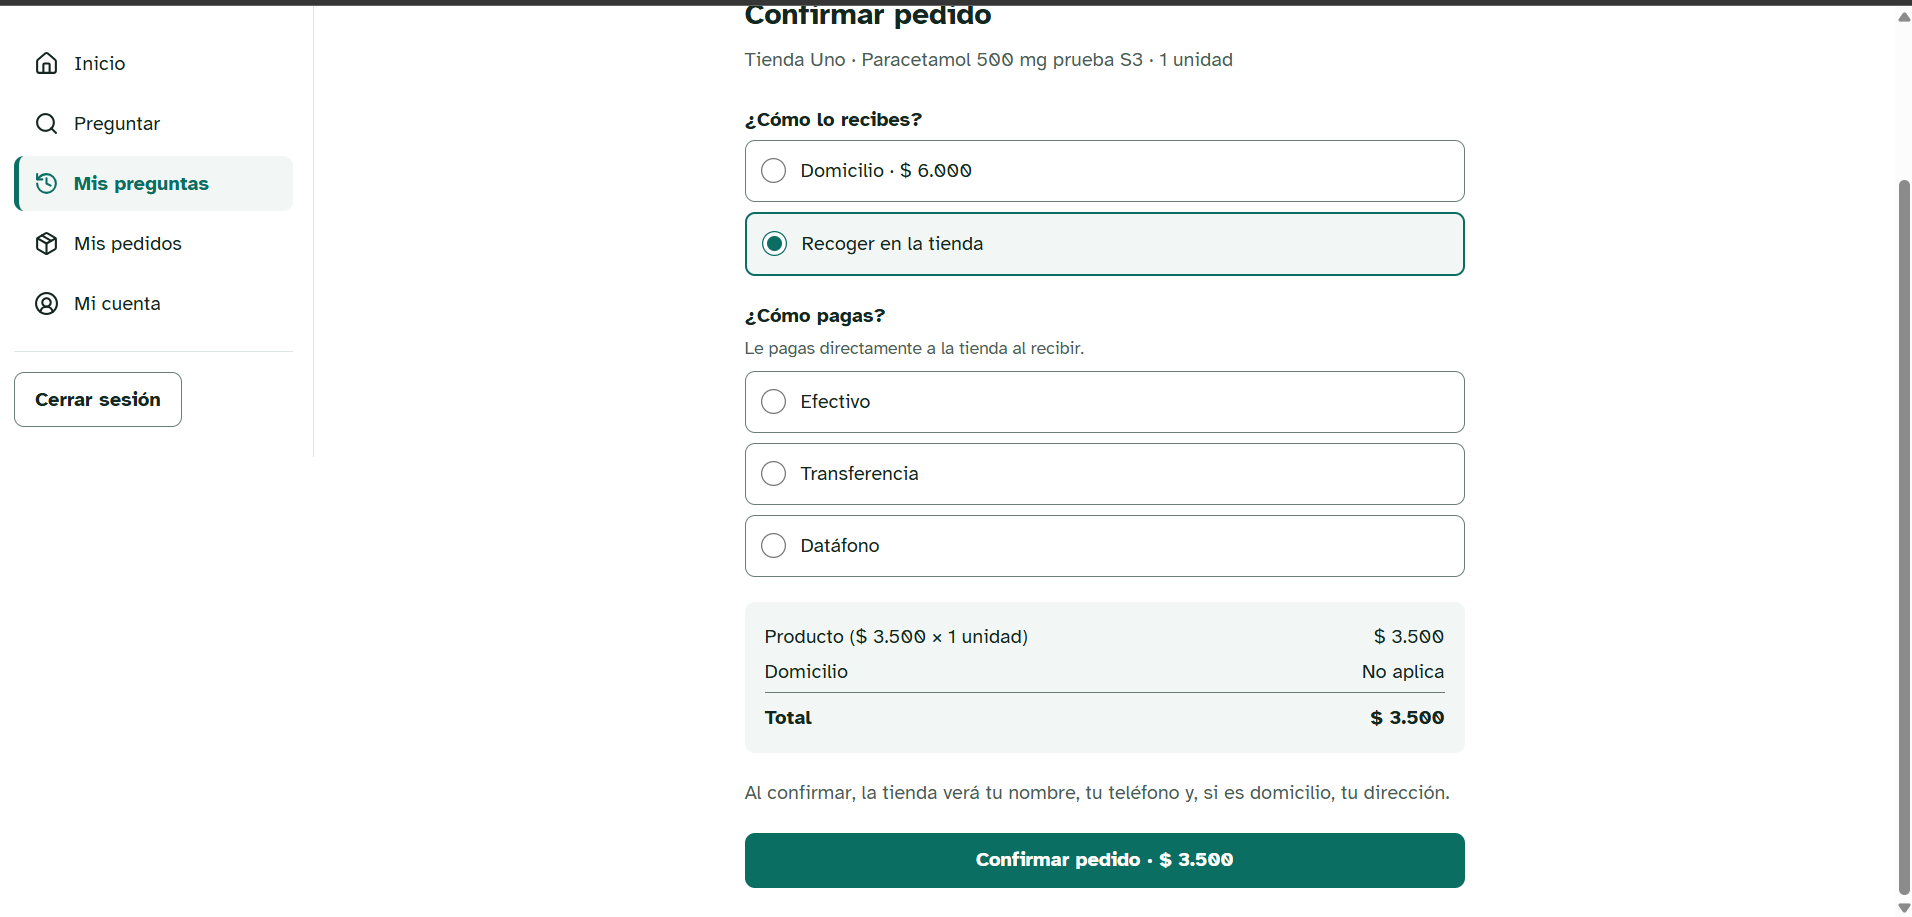 Inicio
Preguntar
Mis preguntas
Mis pedidos
Mi cuenta
Cerrar sesión
Confirmar pedido
Tienda Uno · Paracetamol 500 mg prueba S3 · 1 unidad
¿Cómo lo recibes?
Domicilio · $ 6.000
Recoger en la tienda
¿Cómo pagas?
Le pagas directamente a la tienda al recibir.
Efectivo
Transferencia
Datáfono
Producto ($ 3.500 × 1 unidad) $ 3.500
Domicilio No aplica
Total $ 3.500
Al confirmar, la tienda verá tu nombre, tu teléfono y, si es domicilio, tu dirección.
Confirmar pedido · $ 3.500